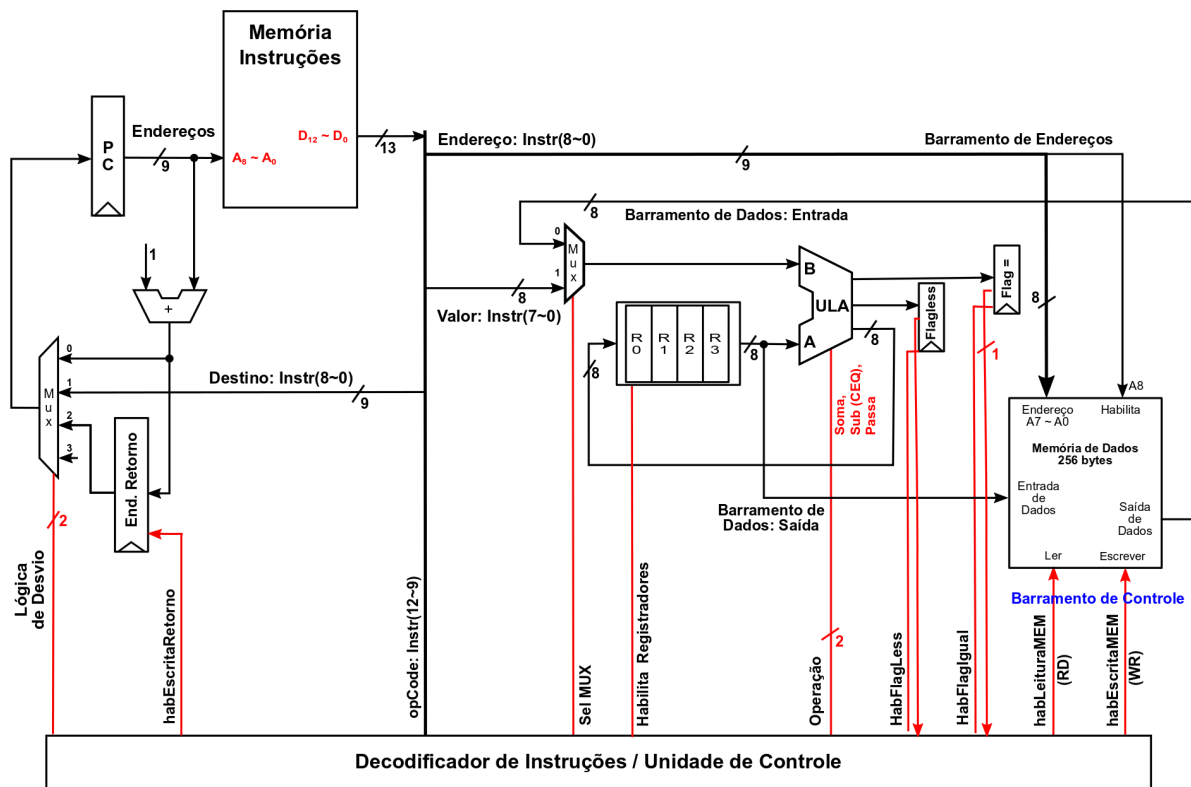 Memória
Instruções
D12 ~ D0
A8 ~ A0
13
P
C
Endereços
9
1
+
0
1
2
3
M
u
x
Destino: Instr(8~0)
9
End. Retorno
2
Lógica
de Desvio
habEscritaRetorno
opCode: Instr(12~9)
Endereço: Instr(8~0)
9
Barramento de Endereços
8
Barramento de Dados: Entrada
0
1
M
u
x
8
Valor: Instr(7~0)
B
ULA
A
R
0
R
1
R
2
R
3
8
8
8
Flagless
Flag =
1
Soma,
Sub (CEQ),
Passa
8
A8
Endereço
A7 ~ A0
Habilita
Memória de Dados
256 bytes
Entrada
de
Dados
Saída
de
Dados
Ler
Escrever
Barramento de
Dados: Saída
Barramento de Controle
Sel MUX
Habilita Registradores
Operação
2
HabFlagLess
HabFlagIgual
habLeituraMEM
(RD)
habEscritaMEM
(WR)
Decodificador de Instruções / Unidade de Controle